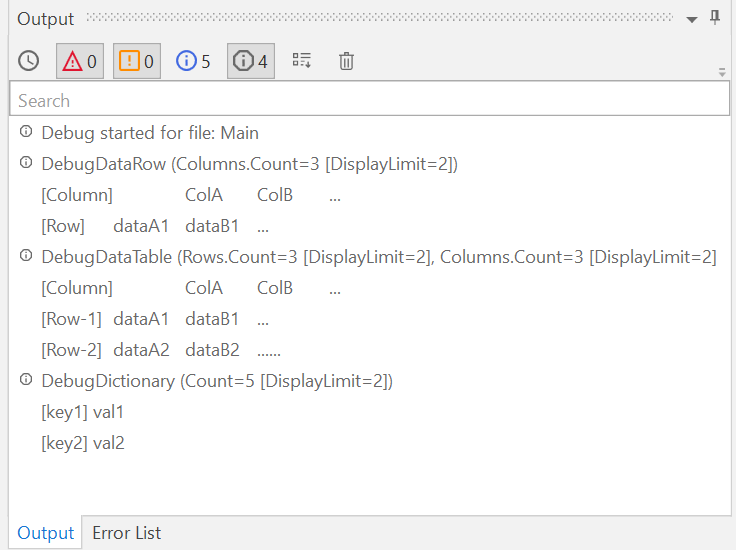 Output
0 0 5 4
Search
Debug started for file: Main
DebugDataRow (Columns.Count=3 [DisplayLimit=2])
[Column] ColA ColB ...
[Row] dataA1 dataB1 ...
DebugDataTable (Rows.Count=3 [DisplayLimit=2], Columns.Count=3 [DisplayLimit=2]
[Column] ColA ColB ...
[Row-1] dataA1 dataB1 ...
[Row-2] dataA2 dataB2 ......
DebugDictionary (Count=5 [DisplayLimit=2])
[key1] val1
[key2] val2
Output Error List